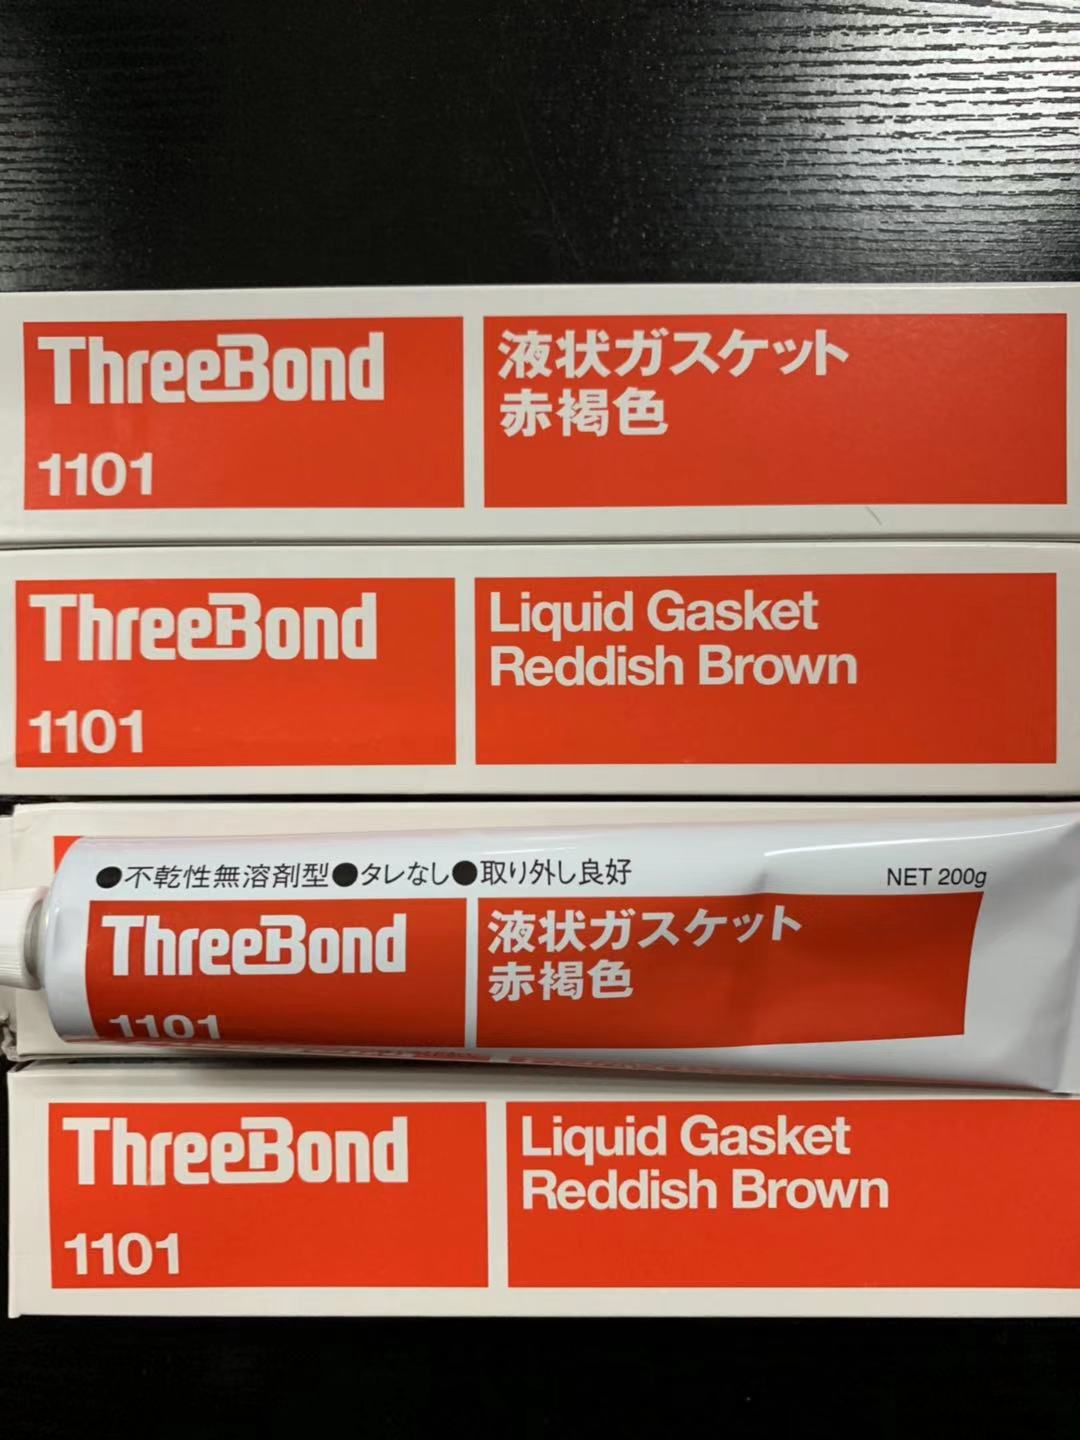 ThreeBond
1101
液状ガスケット
赤褐色
ThreeBond
1101
Liquid Gasket
Reddish Brown
●不乾性無溶剤型●タレなし●取り外し良好
NET 200g
ThreeBond
1101
液状ガスケット
赤褐色
ThreeBond
1101
Liquid Gasket
Reddish Brown